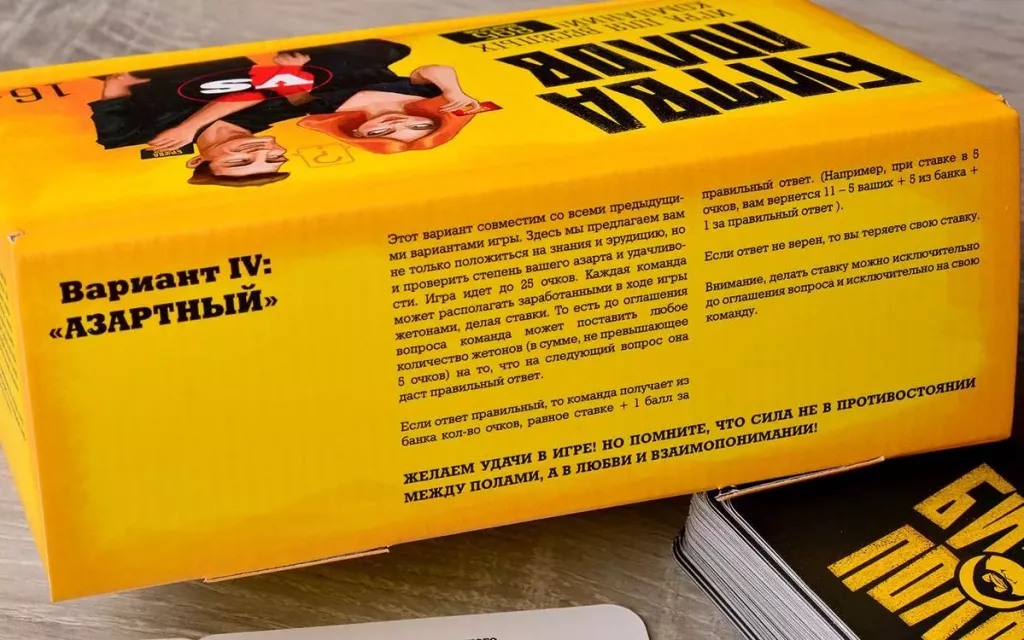 БИТВА
ПОЛОВ
ИГРА ДЛЯ ВЗРОСЛЫХ
КОМПАНИЙ
VS
16+
Вариант IV:
«АЗАРТНЫЙ»
Этот вариант совместим со всеми предыдущи-
ми вариантами игры. Здесь мы предлагаем вам
не только положиться на знания и эрудицию, но
и проверить степень вашего азарта и удачливо-
сти. Игра идет до 25 очков. Каждая команда
может располагать заработанными в ходе игры
жетонами, делая ставки. То есть до оглашения
вопроса команда может поставить любое
количество жетонов (в сумме, не превышающее
5 очков) на то, что на следующий вопрос она
даст правильный ответ.
Если ответ правильный, то команда получает из
банка кол-во очков, равное ставке + 1 балл за
правильный ответ. (Например, при ставке в 5
очков, вам вернется 11 – 5 ваших + 5 из банка +
1 за правильный ответ ).
Если ответ не верен, то вы теряете свою ставку.
Внимание, делать ставку можно исключительно
до оглашения вопроса и исключительно на свою
команду.
ЖЕЛАЕМ УДАЧИ В ИГРЕ! НО ПОМНИТЕ, ЧТО СИЛА НЕ В ПРОТИВОСТОЯНИИ
МЕЖДУ ПОЛАМИ, А В ЛЮБВИ И ВЗАИМОПОНИМАНИИ!